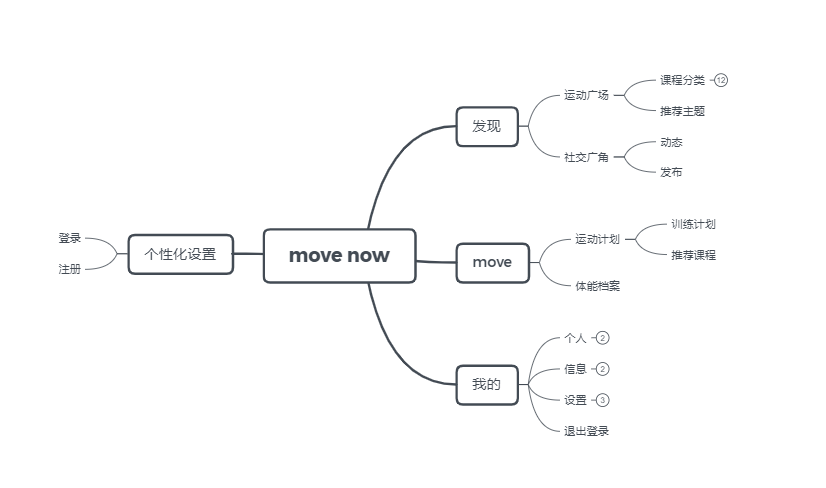 move now
个性化设置
登录
注册
发现
运动广场
课程分类
12
推荐主题
社交广角
动态
发布
move
运动计划
训练计划
推荐课程
体能档案
我的
个人
2
信息
2
设置
3
退出登录